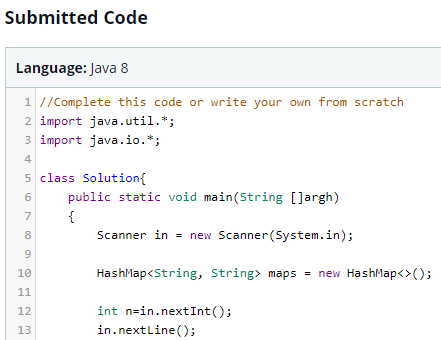 Submitted Code
Language: Java 8
1 //Complete this code or write your own from scratch
2 import java.util.*;
3 import java.io.*;
4
5 class Solution{
6     public static void main(String []argh)
7     {
8         Scanner in = new Scanner(System.in);
9
10         HashMap<String, String> maps = new HashMap<>();
11
12         int n=in.nextInt();
13         in.nextLine();